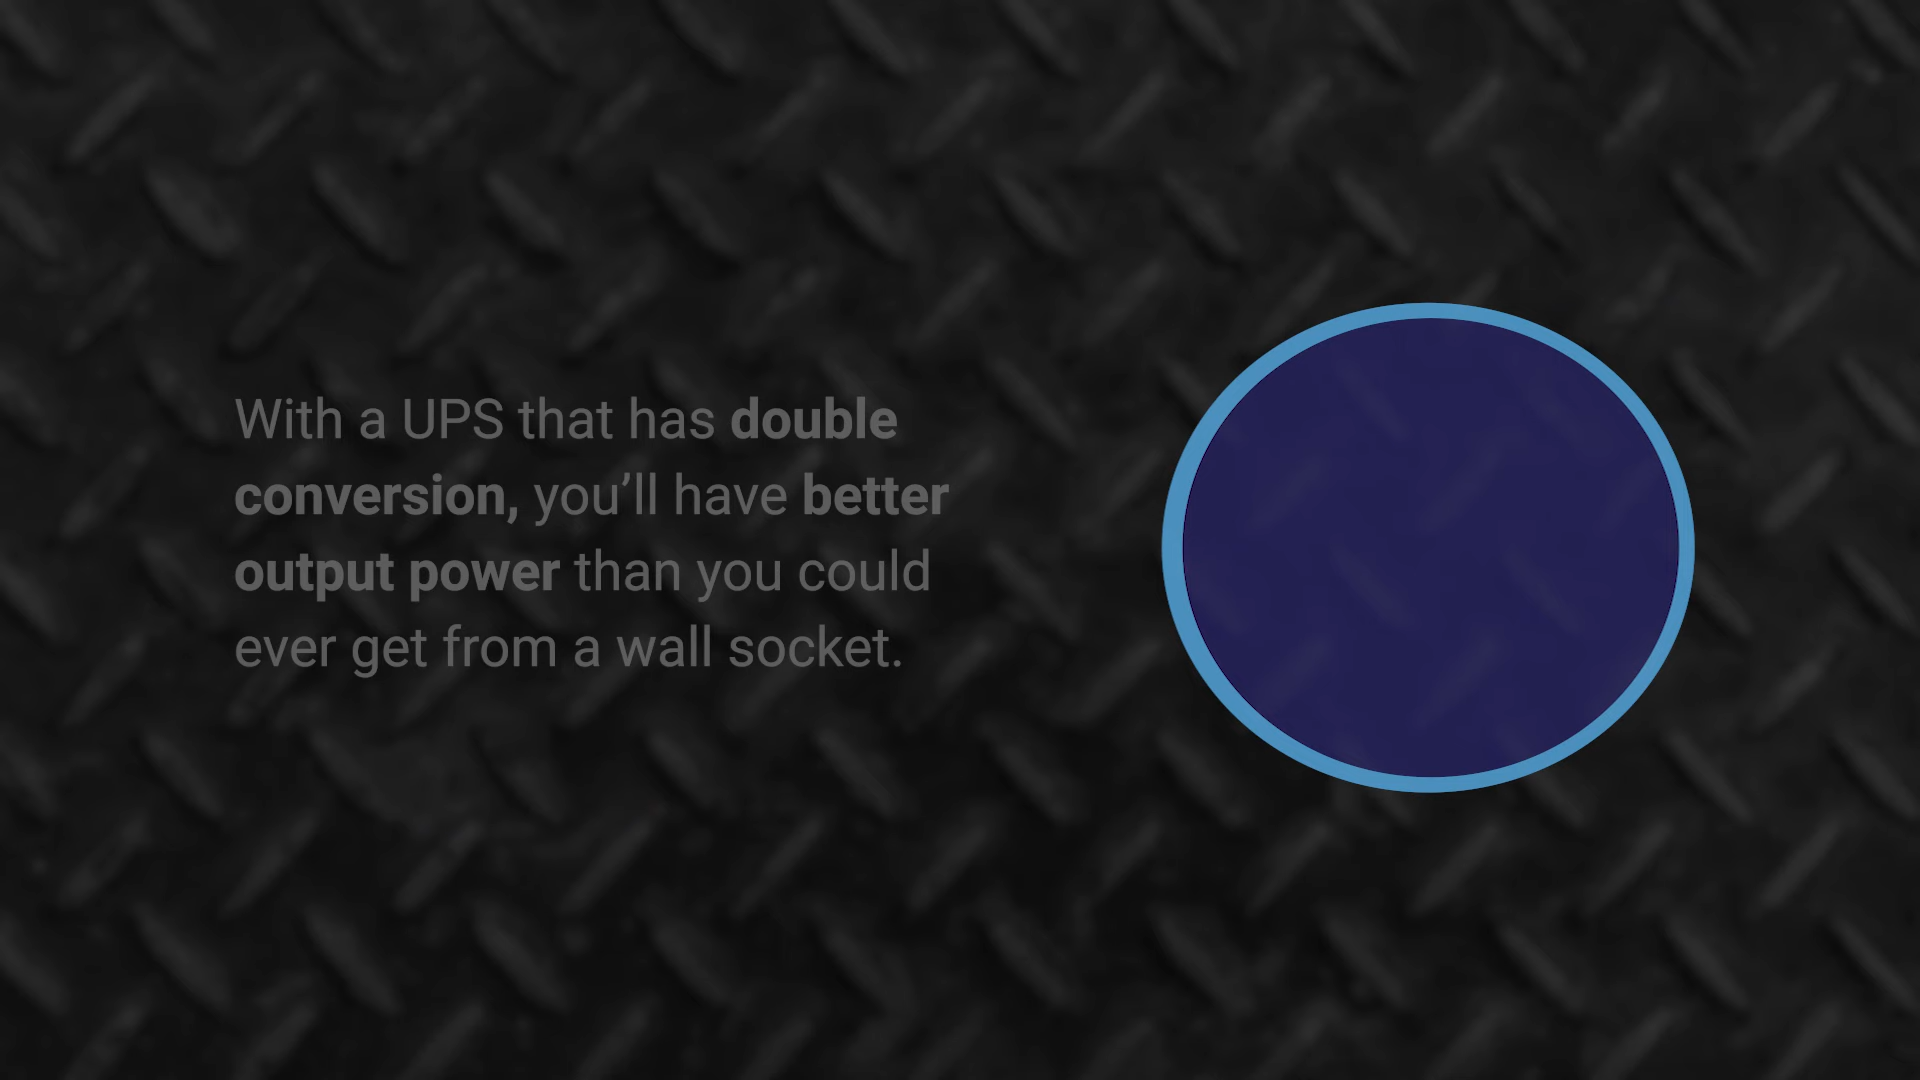 With a UPS that has double
conversion, you’ll have better
output power than you could
ever get from a wall socket.